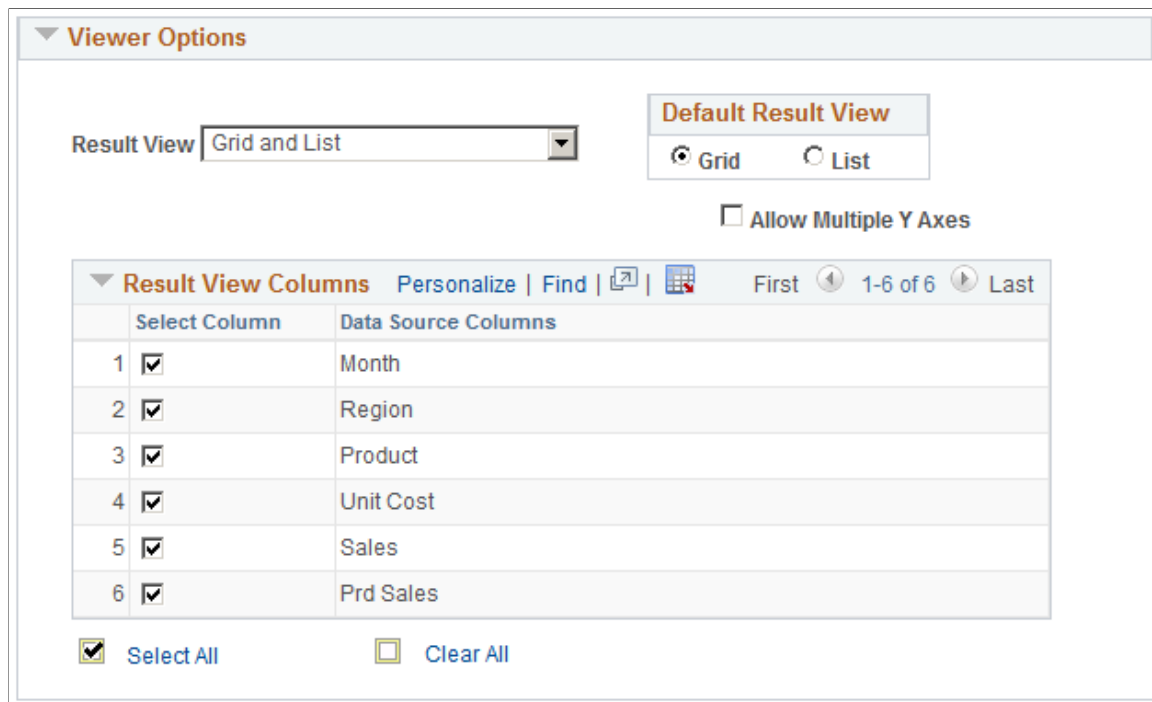 Viewer Options
Default Result View
Result View Grid and List
Grid List
Allow Multiple Y Axes
Result View Columns Personalize | Find | | First 1-6 of 6 Last
Select Column Data Source Columns
1 Month
2 Region
3 Product
4 Unit Cost
5 Sales
6 Prd Sales
Select All Clear All